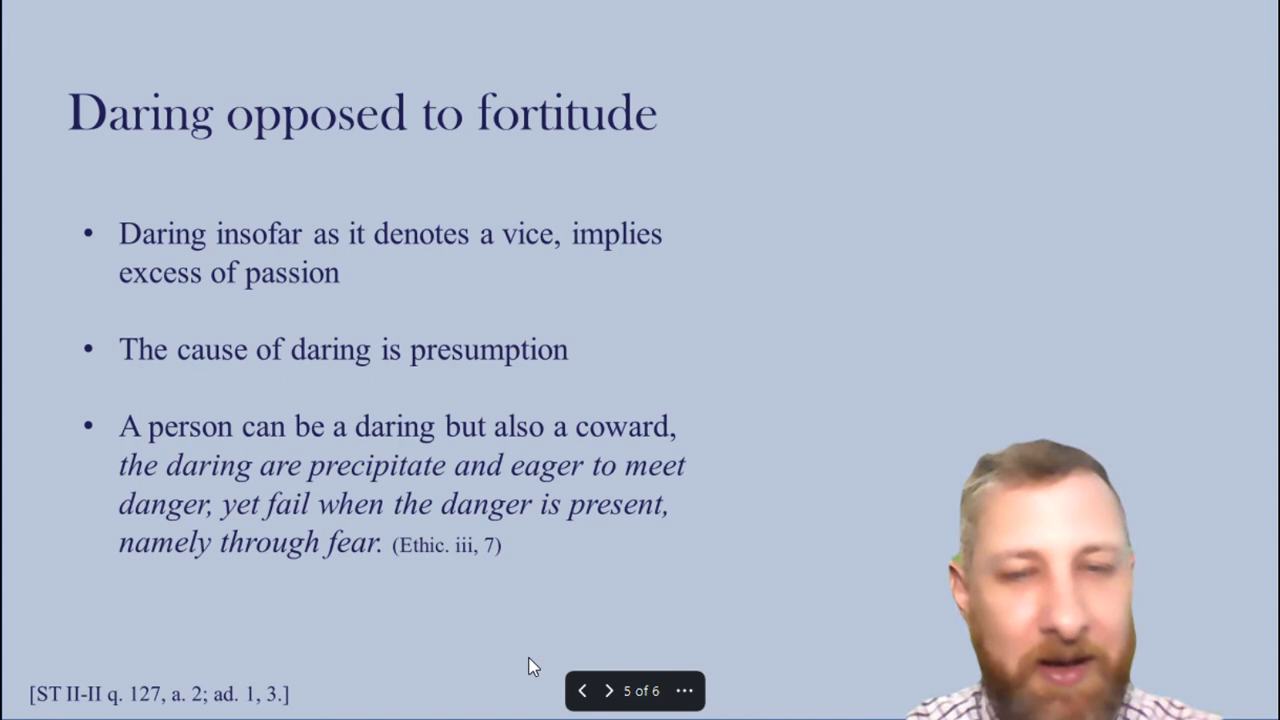 Daring opposed to fortitude
• Daring insofar as it denotes a vice, implies
excess of passion
• The cause of daring is presumption
• A person can be a daring but also a coward,
the daring are precipitate and eager to meet
danger, yet fail when the danger is present,
namely through fear. (Ethic. iii, 7)
5 of 6
[ST II-II q. 127, a. 2; ad. 1, 3.]